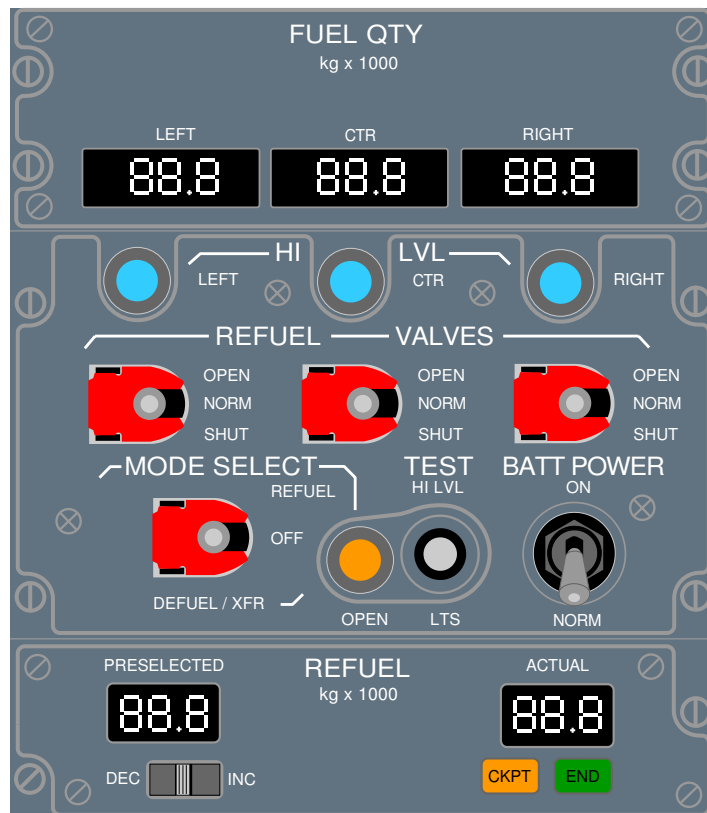 FUEL QTY
kg x 1000
LEFT CTR RIGHT
88.8 88.8 88.8
HI LVL
LEFT CTR RIGHT
REFUEL VALVES
OPEN OPEN OPEN
NORM NORM NORM
SHUT SHUT SHUT
MODE SELECT TEST BATT POWER
REFUEL HI LVL ON
OFF
DEFUEL / XFR
OPEN LTS NORM
PRESELECTED REFUEL ACTUAL
kg x 1000
88.8 88.8
DEC INC CKPT END